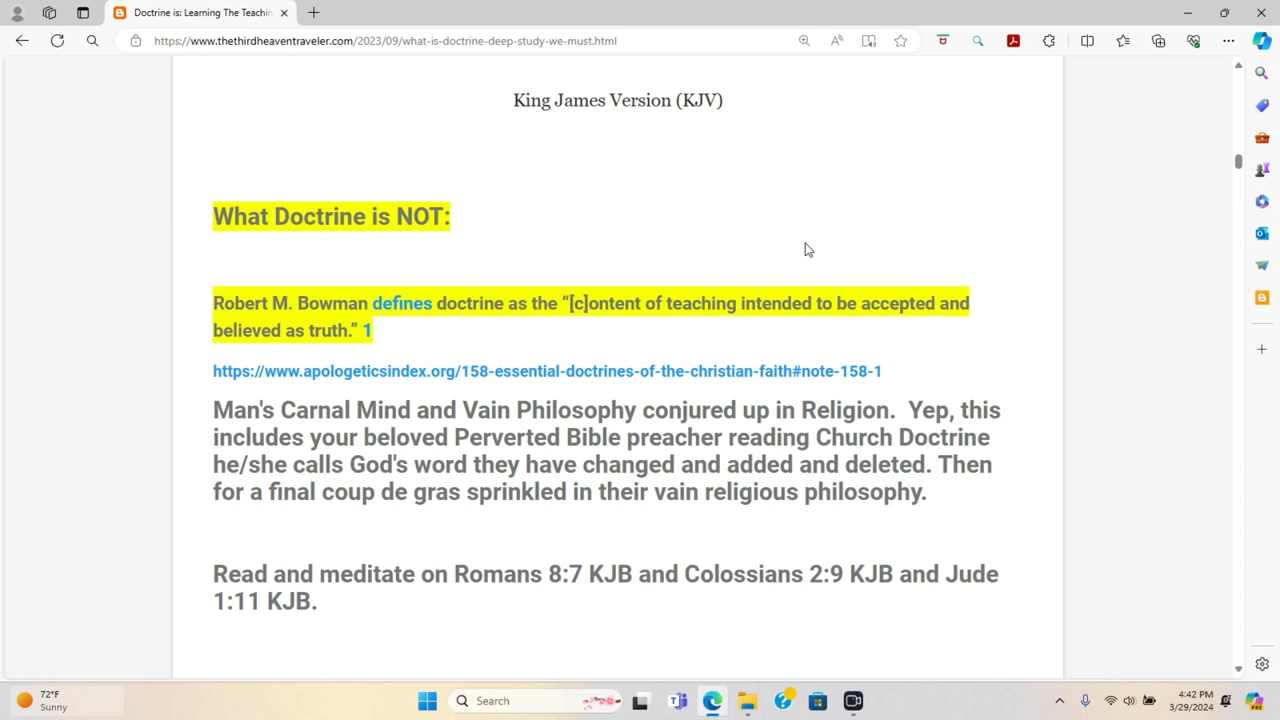 Doctrine is: Learning The Teachin
https://www.thethirdheaventraveler.com/2023/09/what-is-doctrine-deep-study-we-must.html
King James Version (KJV)
What Doctrine is NOT:
Robert M. Bowman defines doctrine as the “[c]ontent of teaching intended to be accepted and
believed as truth.” 1
https://www.apologeticsindex.org/158-essential-doctrines-of-the-christian-faith#note-158-1
Man's Carnal Mind and Vain Philosophy conjured up in Religion.  Yep, this
includes your beloved Perverted Bible preacher reading Church Doctrine
he/she calls God's word they have changed and added and deleted. Then
for a final coup de gras sprinkled in their vain religious philosophy.
Read and meditate on Romans 8:7 KJB and Colossians 2:9 KJB and Jude
1:11 KJB.
72°F
Sunny
Search
4:42 PM
3/29/2024
PRE